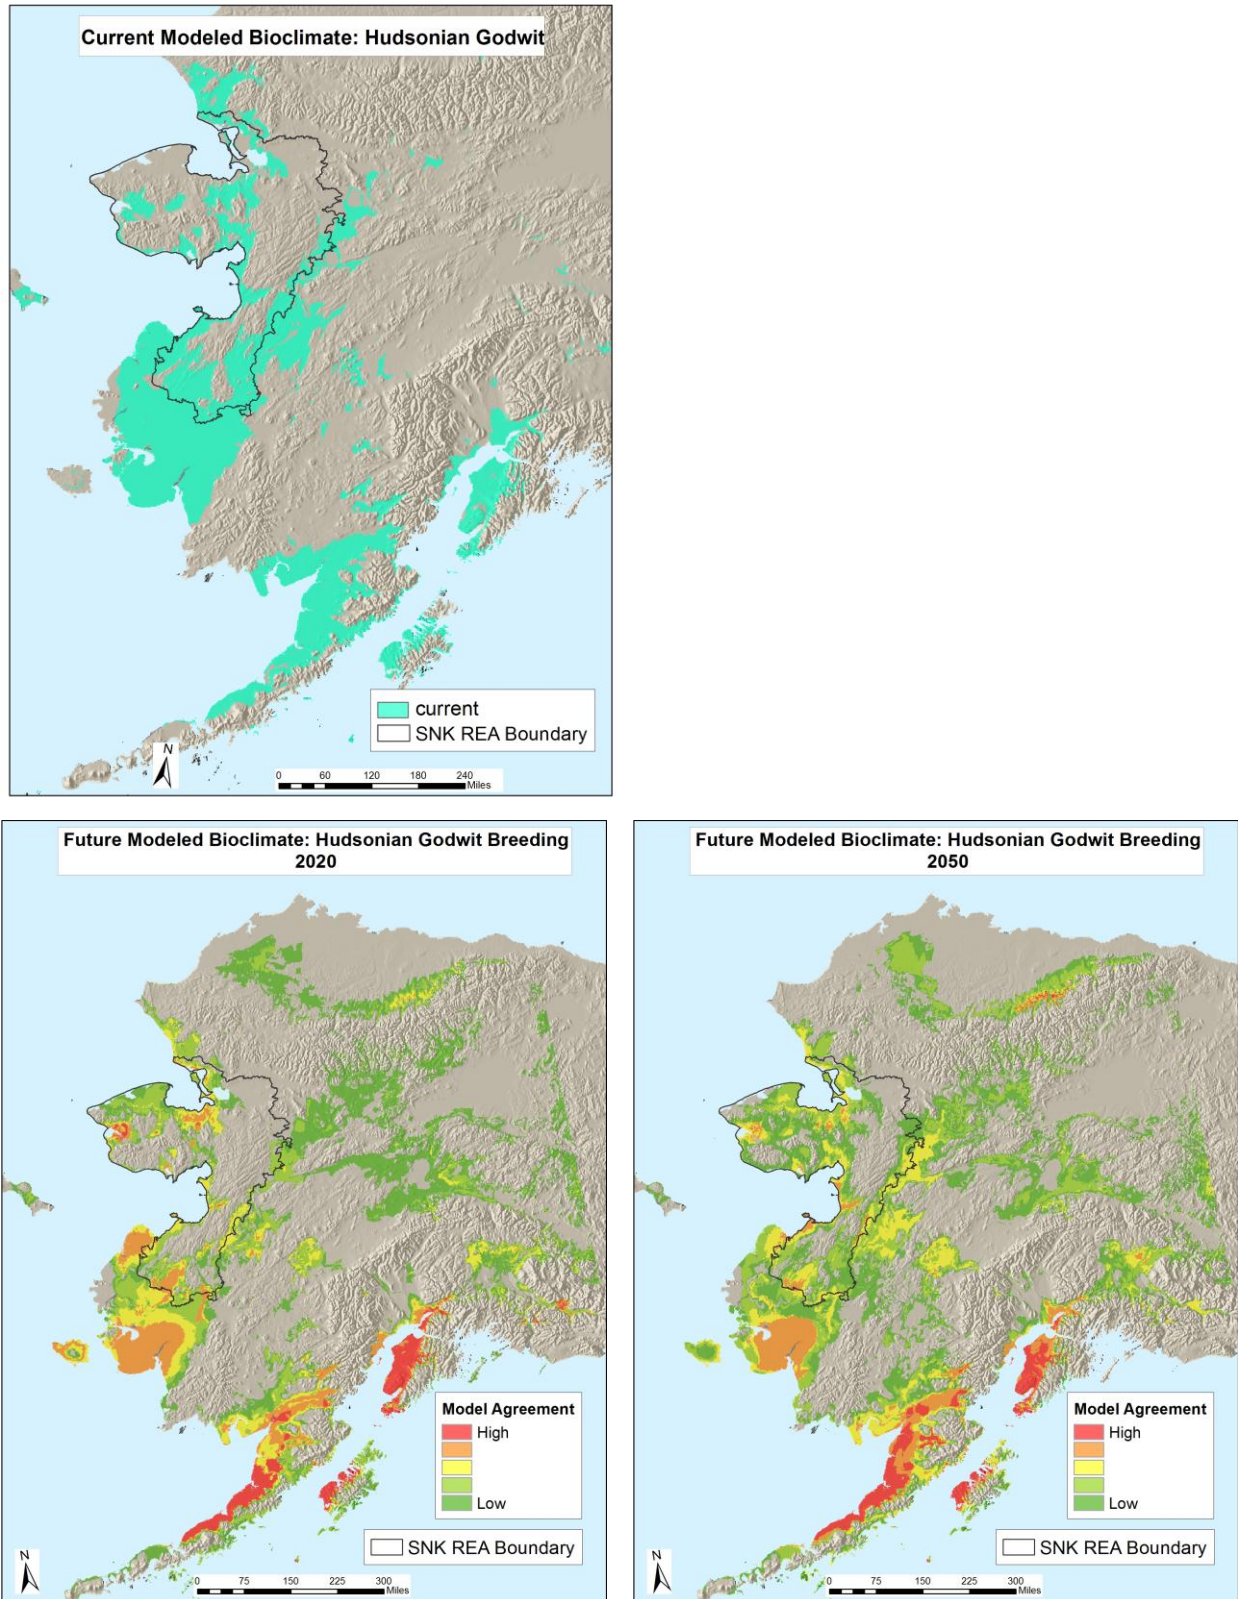 Current Modeled Bioclimate: Hudsonian Godwit
current
SNK REA Boundary
N
0 60 120 180 240
Miles
Future Modeled Bioclimate: Hudsonian Godwit Breeding
2020
Model Agreement
High
Low
SNK REA Boundary
N
0 75 150 225 300
Miles
Future Modeled Bioclimate: Hudsonian Godwit Breeding
2050
Model Agreement
High
Low
SNK REA Boundary
N
0 75 150 225 300
Miles